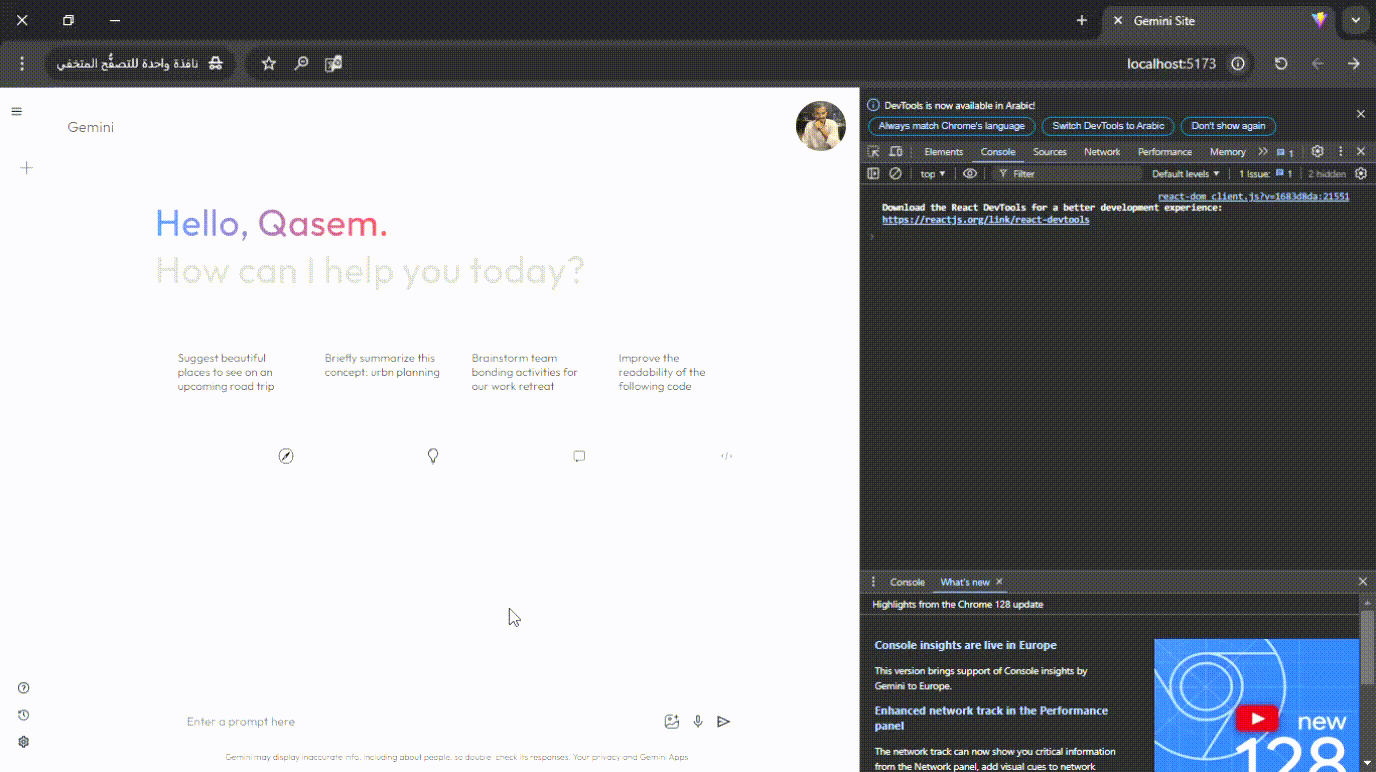 Gemini Site
نافذة واحدة للتصفُّح المتخفي
localhost:5173
Gemini
Hello, Qasem.
How can I help you today?
Suggest beautiful
places to see on an
upcoming road trip
Briefly summarize this
concept: urbn planning
Brainstorm team
bonding activities for
our work retreat
Improve the
readability of the
following code
Enter a prompt here
Gemini may display inaccurate info, including about people, so double-check its responses. Your privacy and Gemini Apps
DevTools is now available in Arabic!
Always match Chrome's language
Switch DevTools to Arabic
Don't show again
Elements
Console
Sources
Network
Performance
Memory
1
top
Filter
Default levels
1 Issue:
1
2 hidden
react-dom_client.js?v=1683d8da:21551
Download the React DevTools for a better development experience:
https://reactjs.org/link/react-devtools
Console
What's new
Highlights from the Chrome 128 update
Console insights are live in Europe
This version brings support of Console insights by
Gemini to Europe.
Enhanced network track in the Performance
panel
The network track can now show you critical information
from the Network panel, add visual cues to network
new
128